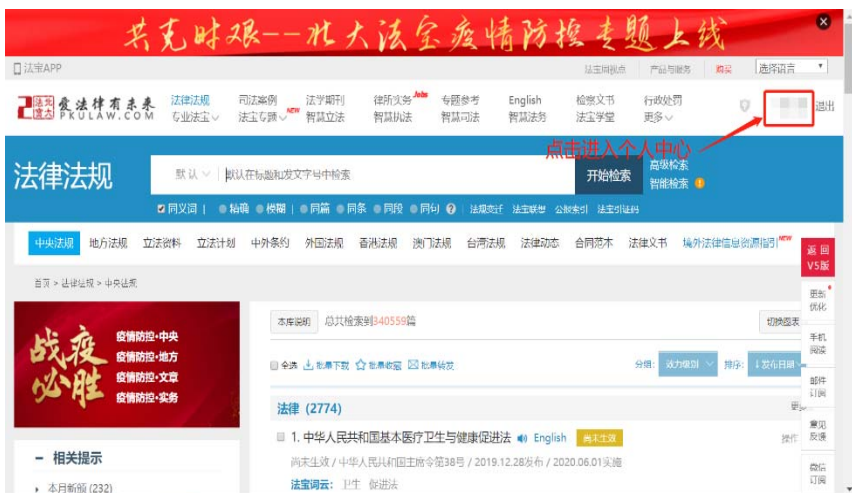 共克时艰--北大法宝疫情防控专题上线
法宝APP
法宝同视点 产品与服务 购买 选择语言
北大法宝 爱法律有未来
PKULAW.COM
法律法规 司法案例 法学期刊 律所实务 Jobs 专题参考 English 检察文书 行政处罚
专业法宝 法宝专题 NEW 智慧立法 智慧执法 智慧司法 智慧法务 法宝学堂 更多 退出
点击进入个人中心
法律法规
默认 默认在标题和发文字号中检索 开始检索 高级检索
智能检索
同义词 | 精确 模糊 | 同篇 同条 同段 同句 | 法规变迁 法宝联想 公报索引 法宝引证码
中央法规 地方法规 立法资料 立法计划 中外条约 外国法规 香港法规 澳门法规 台湾法规 法律动态 合同范本 法律文书 境外法律信息资源指引 NEW
返回
V5版
首页 > 法律法规 > 中央法规
更新
优化
手机
阅读
邮件
订阅
意见
反馈
微信
订阅
战疫必胜
疫情防控·中央
疫情防控·地方
疫情防控·文章
疫情防控·实务
本库说明 总共检索到340559篇 切换图表
全选 批量下载 批量收藏 批量转发 分组: 效力级别 排序: ↓发布日期
法律 (2774)
1. 中华人民共和国基本医疗卫生与健康促进法 English 尚未生效
尚未生效 / 中华人民共和国主席令第38号 / 2019.12.28发布 / 2020.06.01实施
法宝词云: 卫生 促进法
− 相关提示
本月新颁 (232)